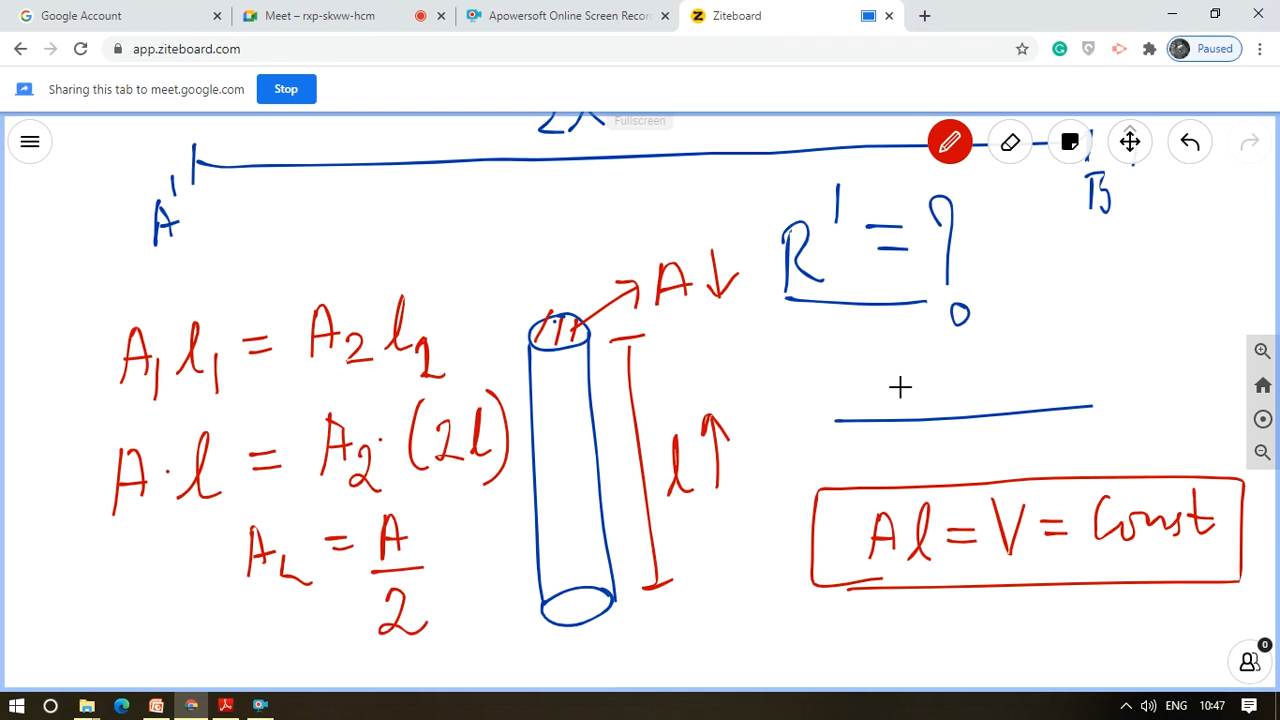 Google Account
Meet – rxp-skww-hcm
Apowersoft Online Screen Recor
Ziteboard
app.ziteboard.com
Paused
Sharing this tab to meet.google.com
Stop
Fullscreen
A'
B
R' = ?
A↓
A₁l₁ = A₂l₂
A·l = A₂·(2l)
l↑
A₂ = A/2
Al = V = Const
0
ENG
10:47